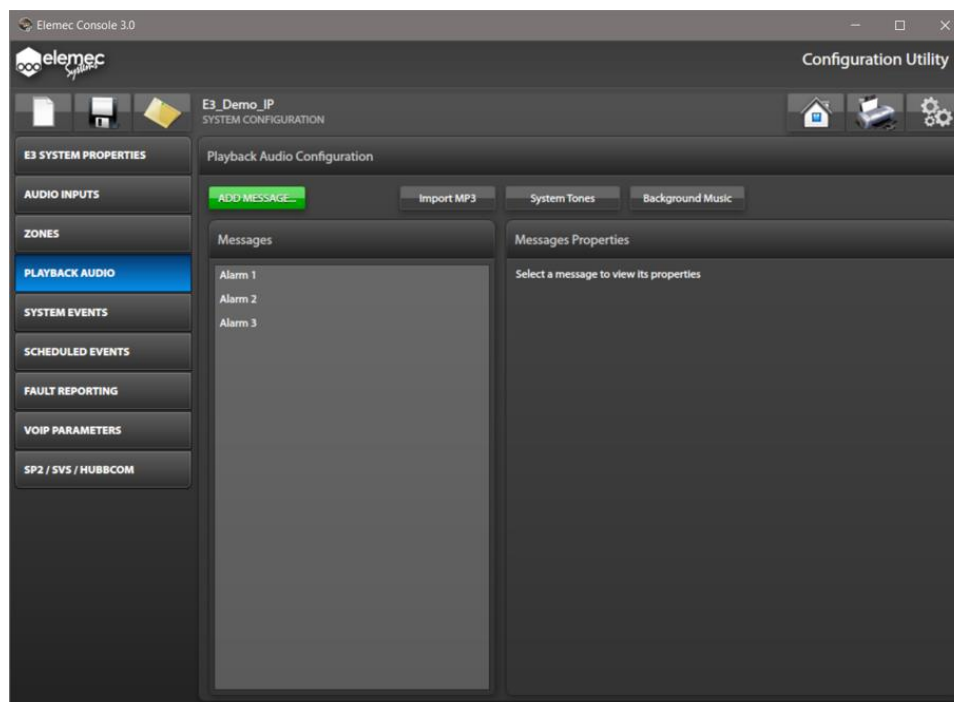 Elemec Console 3.0
elemec
Systems
Configuration Utility
E3_Demo_IP
SYSTEM CONFIGURATION
E3 SYSTEM PROPERTIES
AUDIO INPUTS
ZONES
PLAYBACK AUDIO
SYSTEM EVENTS
SCHEDULED EVENTS
FAULT REPORTING
VOIP PARAMETERS
SP2 / SVS / HUBBCOM
Playback Audio Configuration
ADD MESSAGE... Import MP3 System Tones Background Music
Messages
Alarm 1
Alarm 2
Alarm 3
Messages Properties
Select a message to view its properties